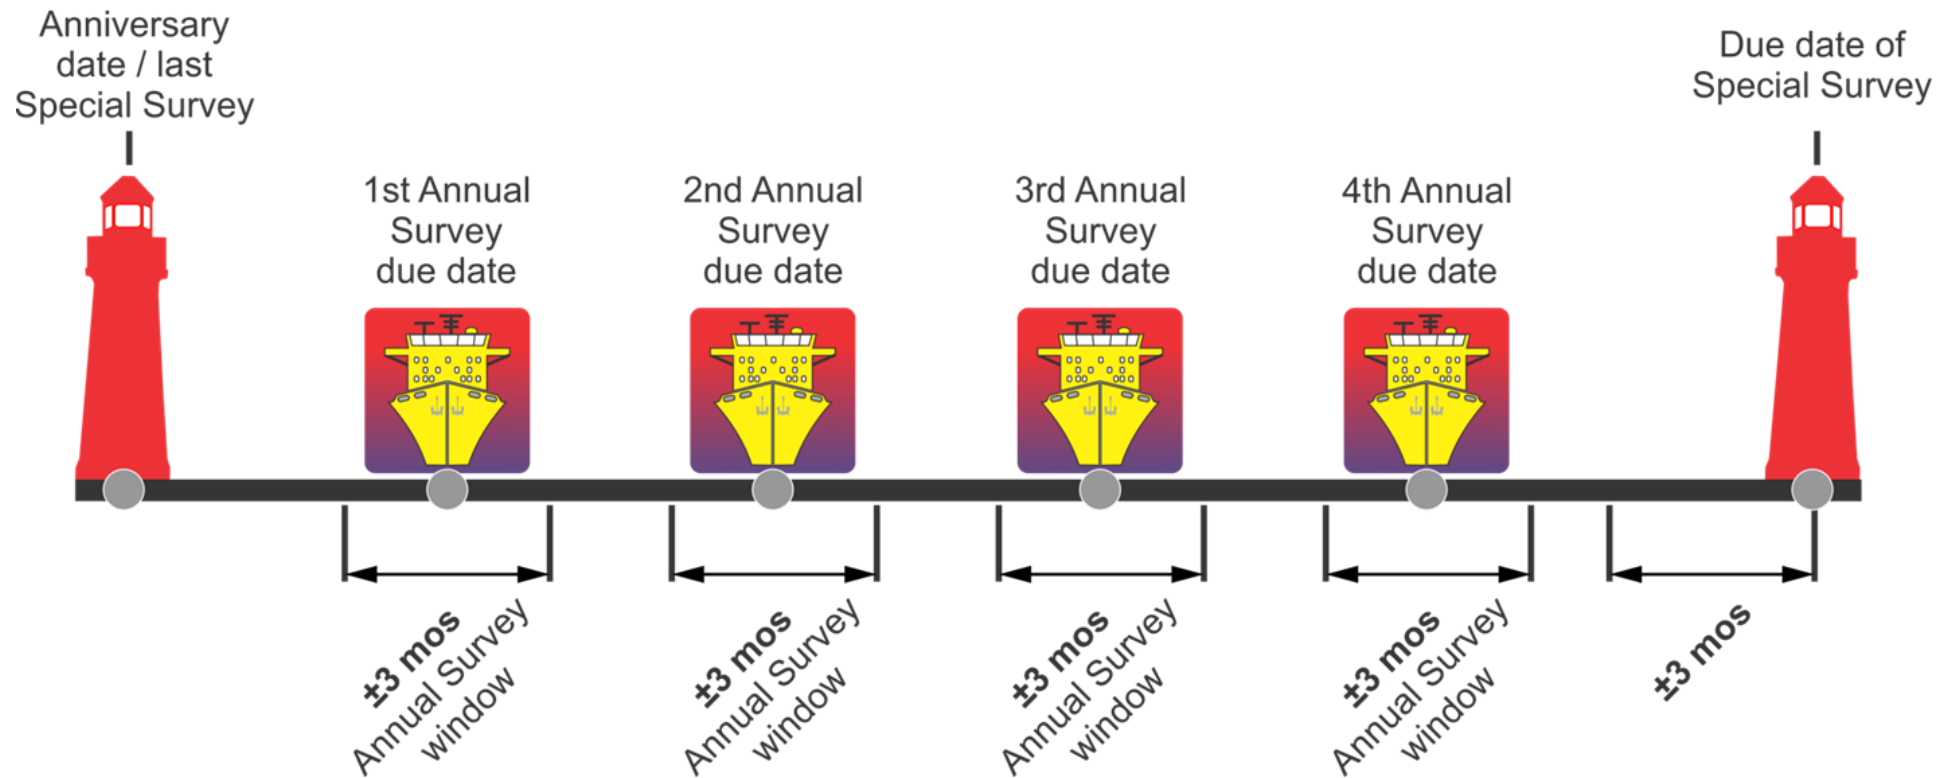 Anniversary
date / last
Special Survey
Due date of
Special Survey
1st Annual
Survey
due date
2nd Annual
Survey
due date
3rd Annual
Survey
due date
4th Annual
Survey
due date
±3 mos
Annual Survey
window
±3 mos
Annual Survey
window
±3 mos
Annual Survey
window
±3 mos
Annual Survey
window
±3 mos